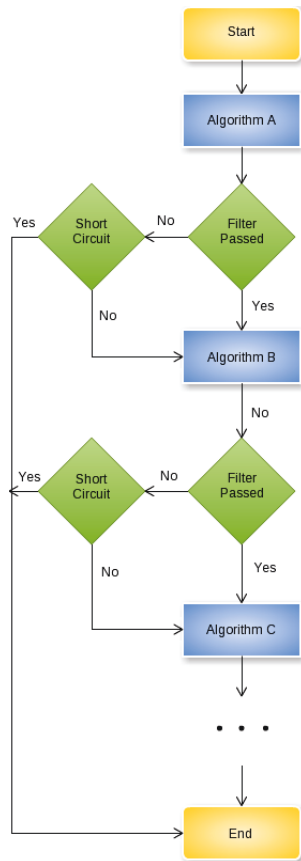 Start
Algorithm A
Yes
Short
Circuit
No
Filter
Passed
No
Yes
Algorithm B
No
Yes
Short
Circuit
No
Filter
Passed
No
Yes
Algorithm C
. . .
End